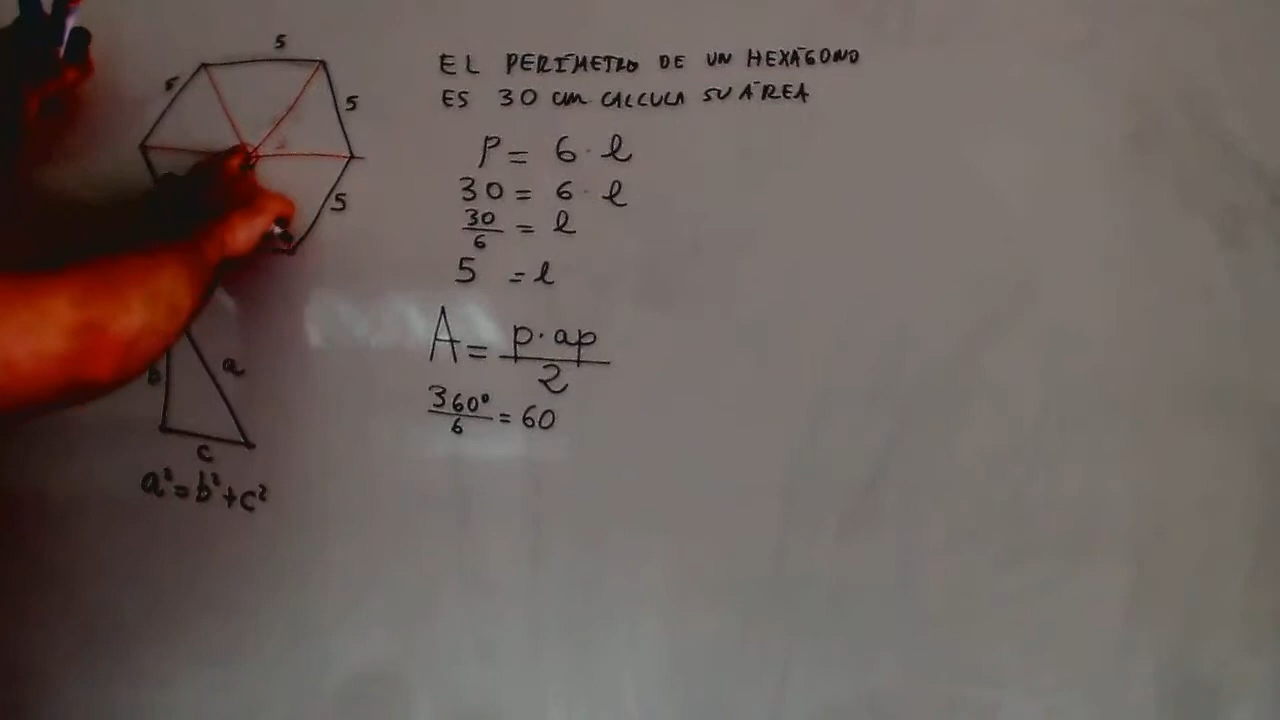 5
5
5
5
b
a
c
a² = b² + c²
EL PERÍMETRO DE UN HEXÁGONO
ES 30 cm CALCULA SU ÁREA
P = 6 · l
30 = 6 · l
30/6 = l
5 = l
A = p · ap / 2
360° / 6 = 60